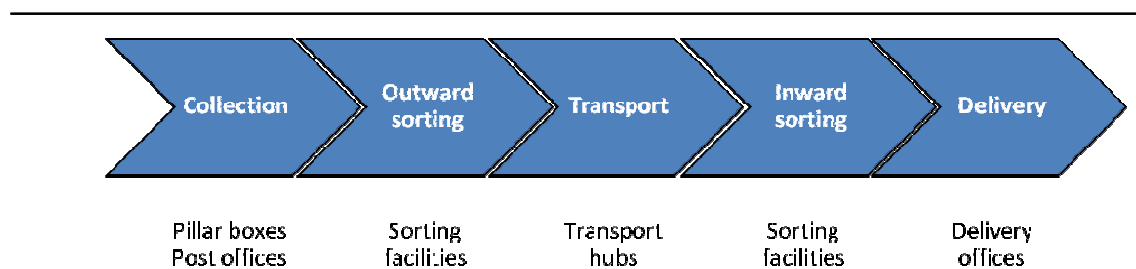 Collection
Outward
sorting
Transport
Inward
sorting
Delivery
Pillar boxes
Post offices
Sorting
facilities
Transport
hubs
Sorting
facilities
Delivery
offices